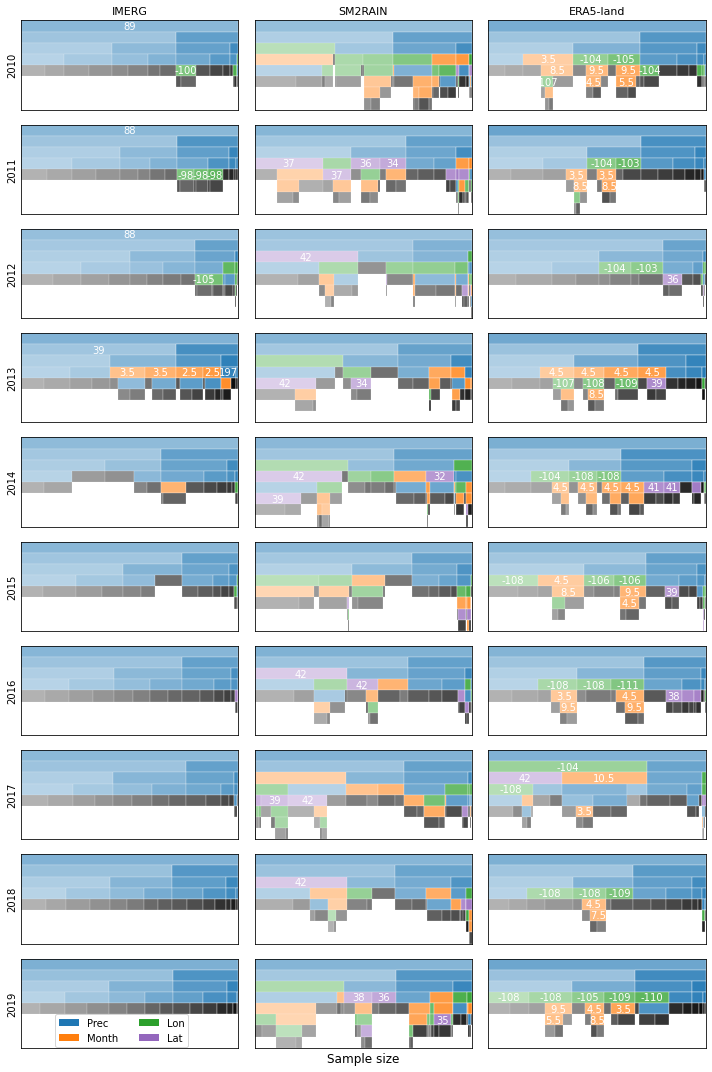 IMERG SM2RAIN ERA5-land
2010
89
3.5 -104 -105
-100 8.5 9.5 9.5 -104
4.5 5.5
2011
88
37 36 34 -104 -103
-98 -98 -98 37 3.5 3.5
8.5 8.5
2012
88
42
-104 -103
-105 36
2013
39
3.5 3.5 2.5 2.5 197 4.5 4.5 4.5 4.5
42 34 -107 -108 -109 39
8.5
2014
42 32 -104 -108 -108
4.5 4.5 4.5 4.5 41 41
39
2015
-108 4.5 -106 -106
8.5 9.5 39
4.5
2016
42
42 -108 -108 -111
3.5 4.5 38
9.5 9.5
2017
-104
42 10.5
-108
39 42
3.5
2018
42
-108 -108 -109
4.5
7.5
2019
38 36 -108 -108 -105 -109 -110
9.5 4.5 3.5
35 5.5 8.5
Prec Lon
Month Lat
Sample size